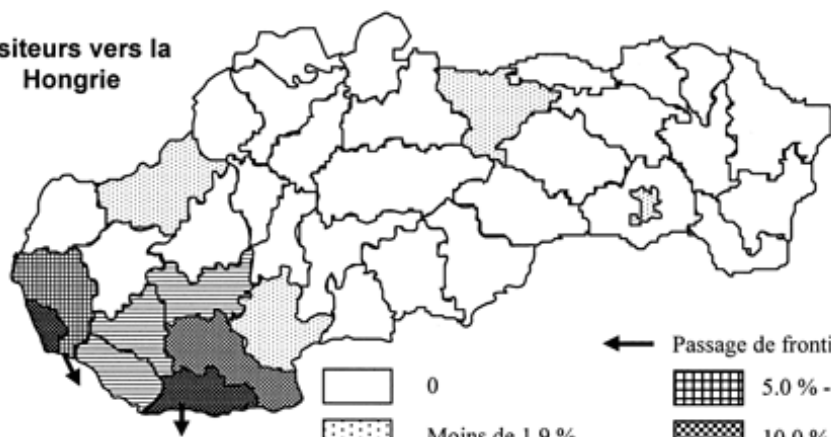 siteurs vers la
Hongrie
Passage de fronti
0
5.0 % -
Moins de 1.9 %
10.0 %